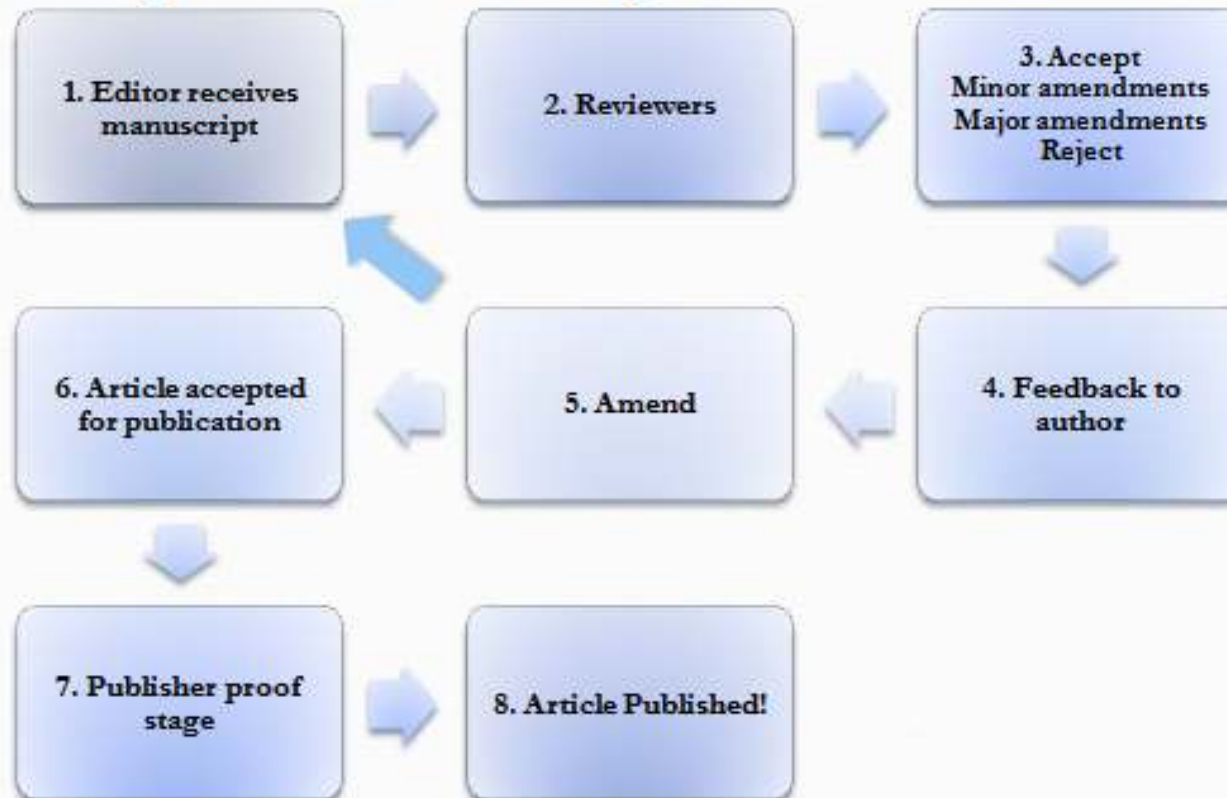 1. Editor receives
manuscript
2. Reviewers
3. Accept
Minor amendments
Major amendments
Reject
4. Feedback to
author
5. Amend
6. Article accepted
for publication
7. Publisher proof
stage
8. Article Published!